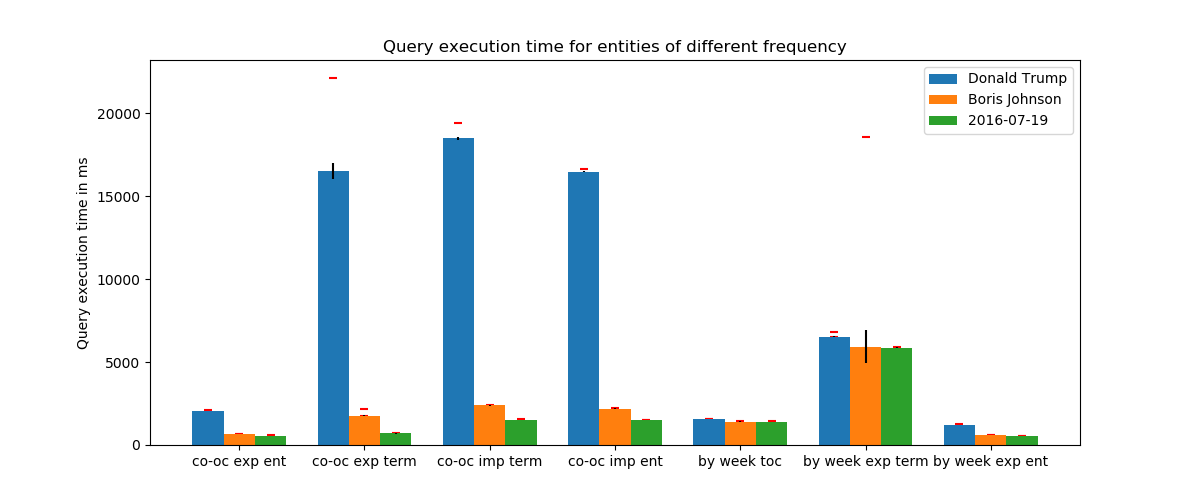 Query execution time for entities of different frequency
Donald Trump
Boris Johnson
2016-07-19
Query execution time in ms
20000
15000
10000
5000
0
co-oc exp ent
co-oc exp term
co-oc imp term
co-oc imp ent
by week toc
by week exp term
by week exp ent